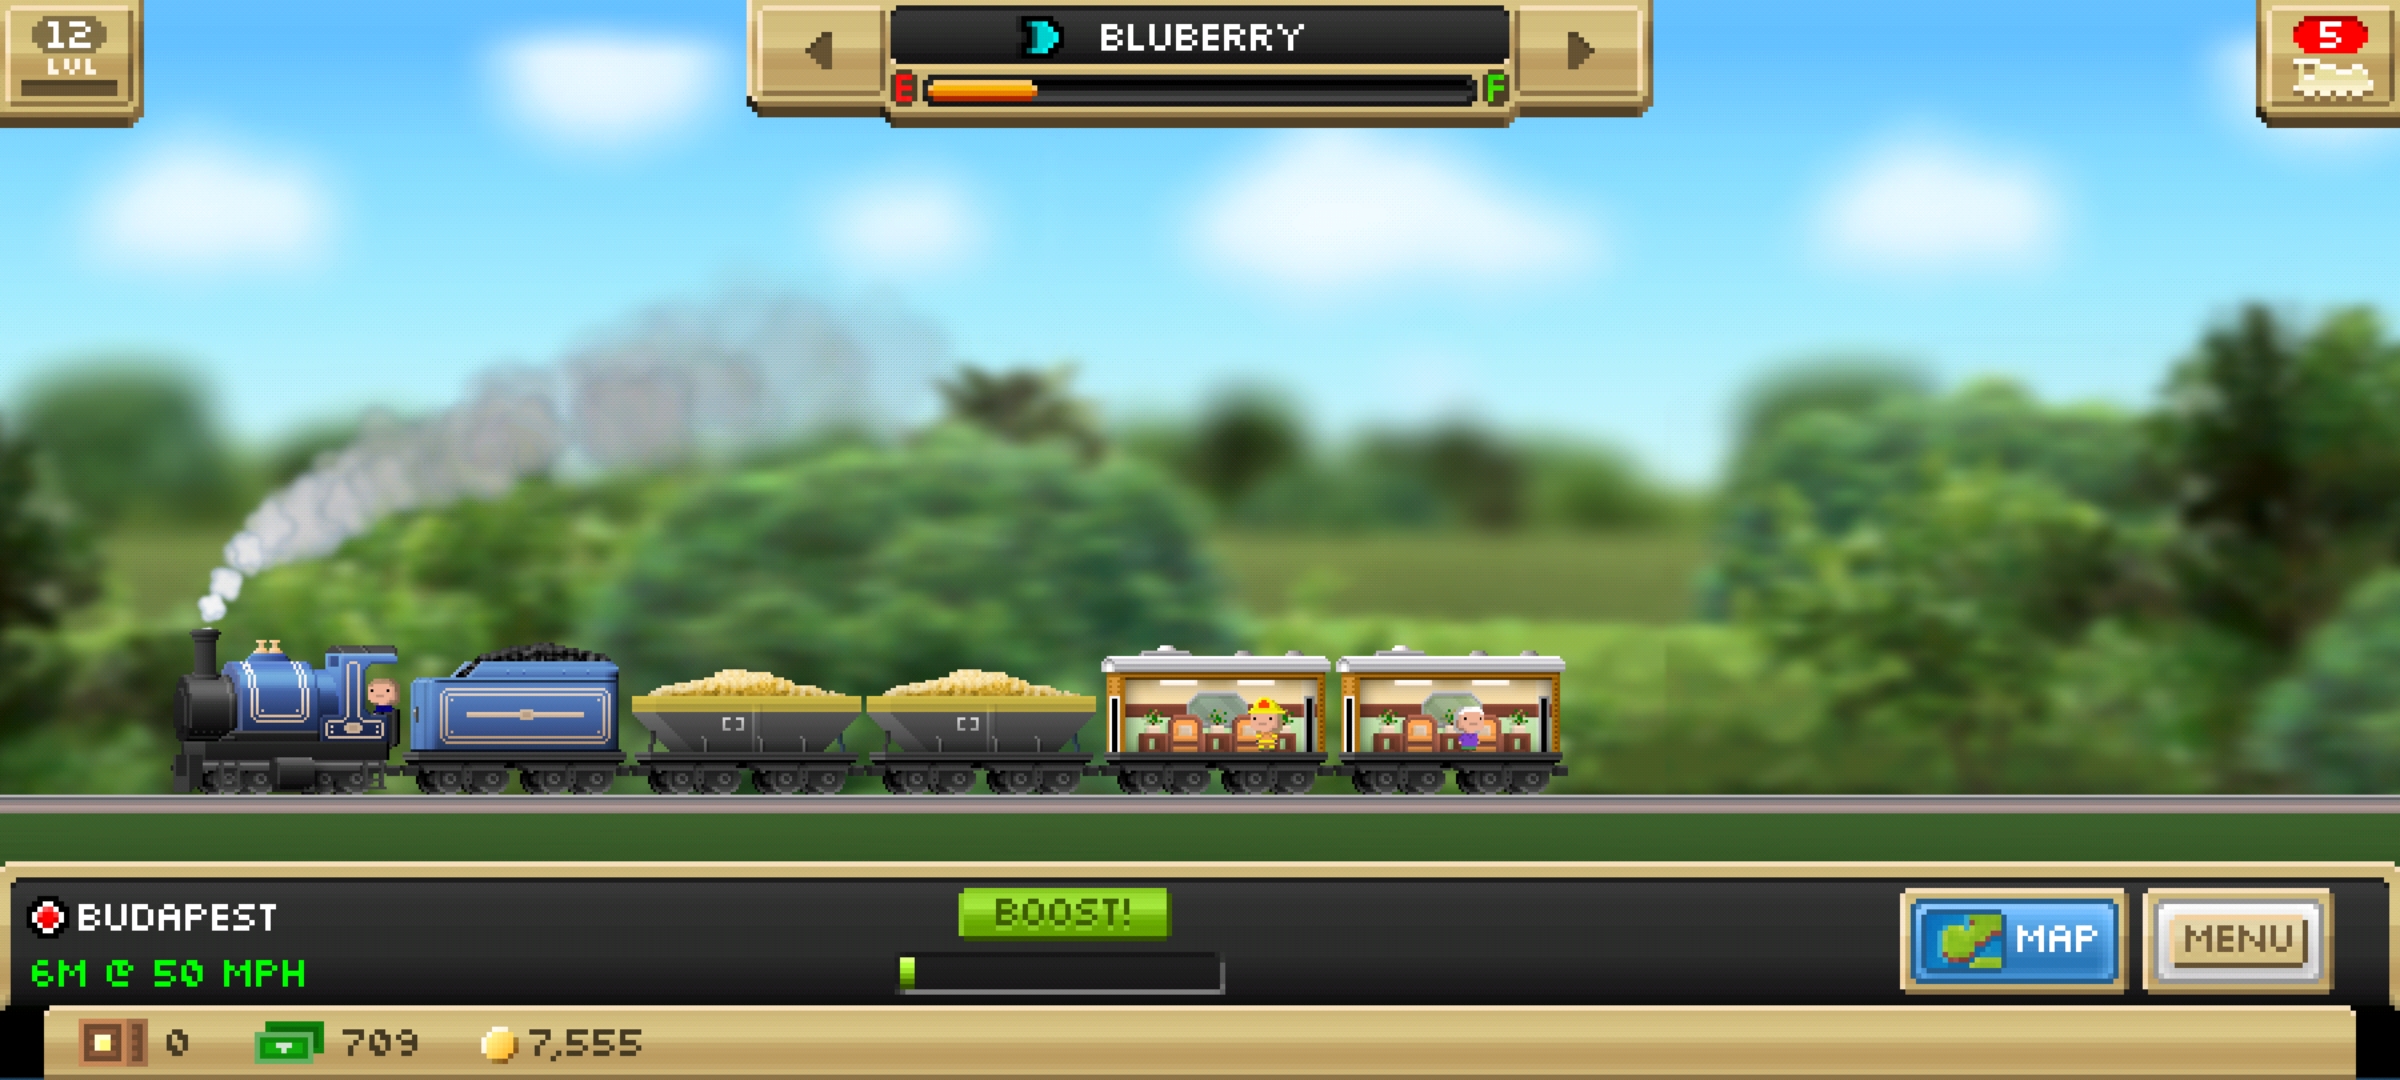 12
LVL
BLUBERRY
E F
5
BUDAPEST
6M @ 50 MPH
BOOST!
MAP
MENU
0 709 7,555